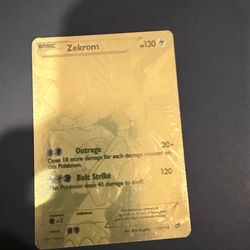 BASIC Zekrom HP130
Outrage 20+
Does 10 more damage for each damage counter on
this Pokémon.
Bolt Strike 120
This Pokémon does 40 damage to itself.
x2